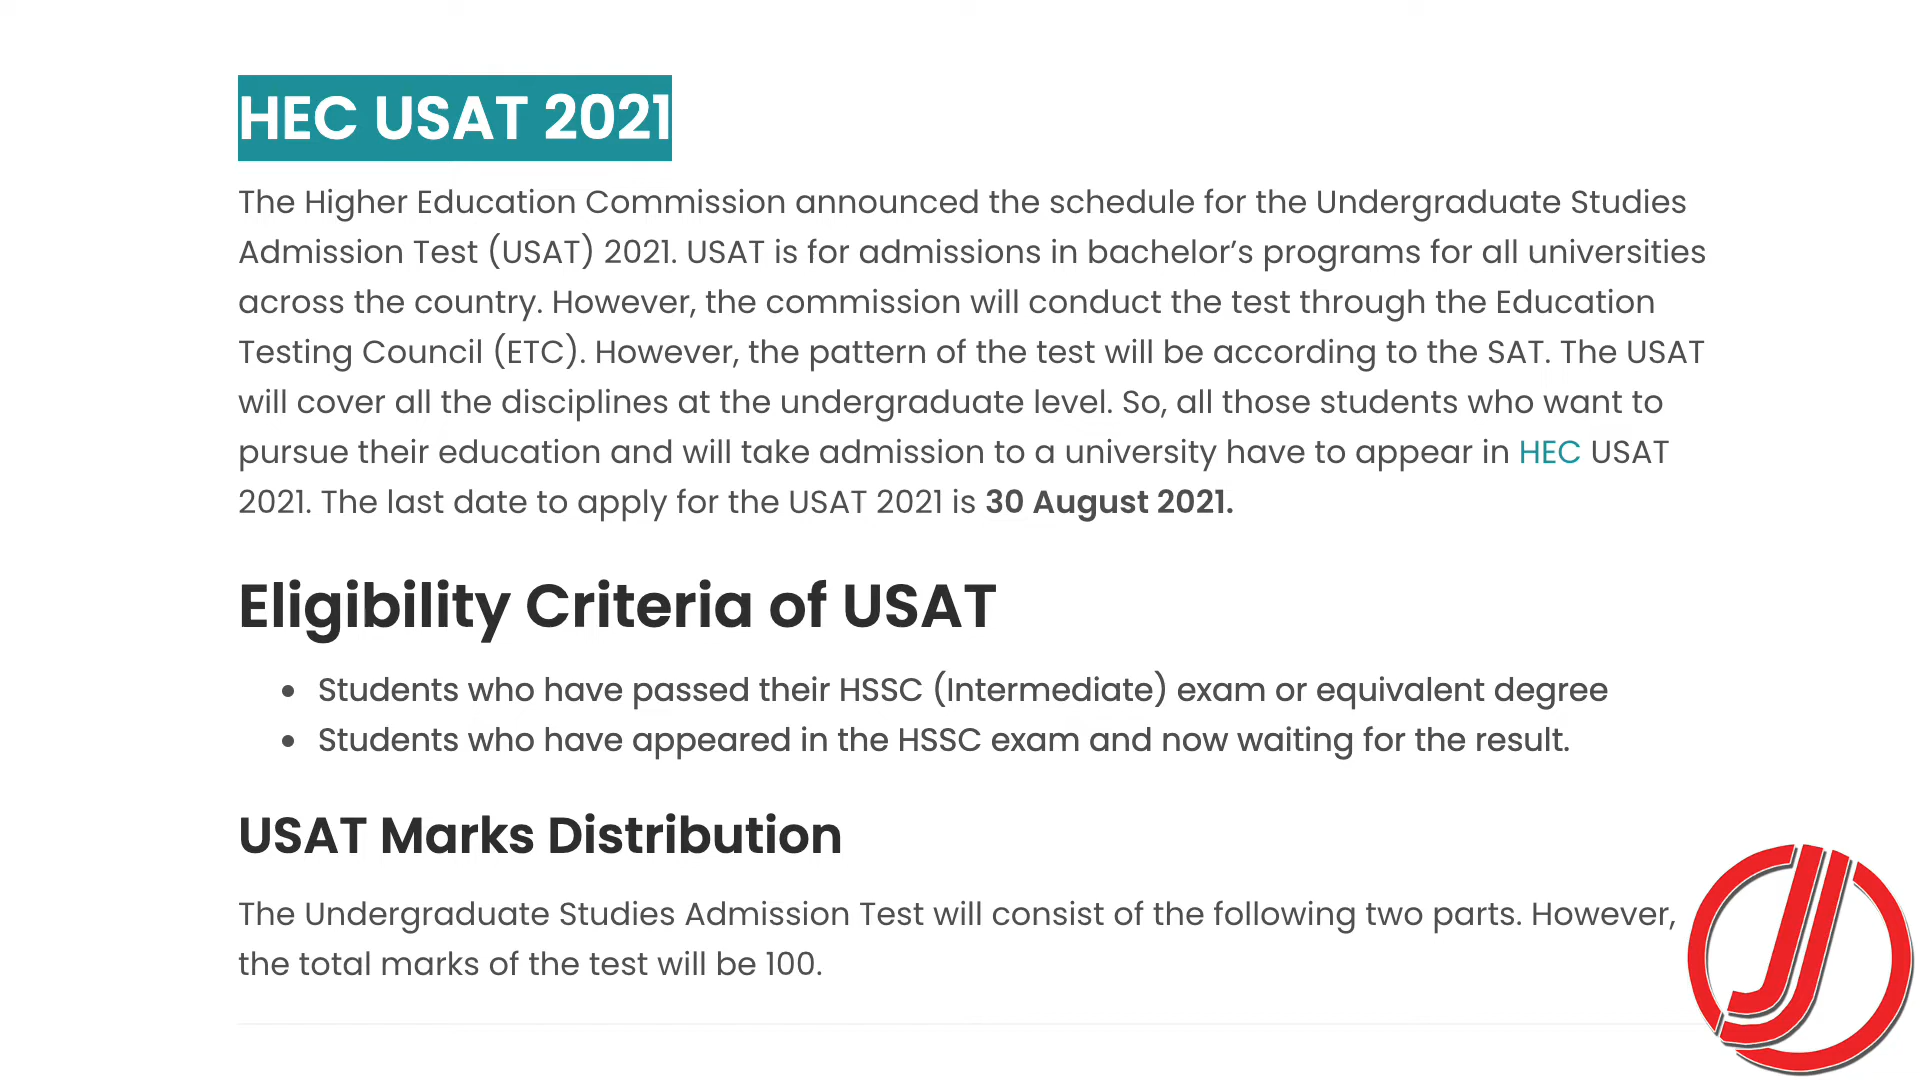 HEC USAT 2021
The Higher Education Commission announced the schedule for the Undergraduate Studies
Admission Test (USAT) 2021. USAT is for admissions in bachelor’s programs for all universities
across the country. However, the commission will conduct the test through the Education
Testing Council (ETC). However, the pattern of the test will be according to the SAT. The USAT
will cover all the disciplines at the undergraduate level. So, all those students who want to
pursue their education and will take admission to a university have to appear in HEC USAT
2021. The last date to apply for the USAT 2021 is 30 August 2021.
Eligibility Criteria of USAT
• Students who have passed their HSSC (Intermediate) exam or equivalent degree
• Students who have appeared in the HSSC exam and now waiting for the result.
USAT Marks Distribution
The Undergraduate Studies Admission Test will consist of the following two parts. However,
the total marks of the test will be 100.